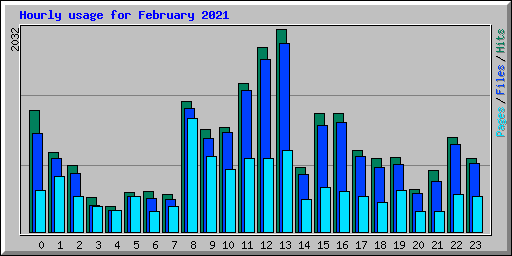 Hourly usage for February 2021
2032
Pages / Files / Hits
0 1 2 3 4 5 6 7 8 9 10 11 12 13 14 15 16 17 18 19 20 21 22 23